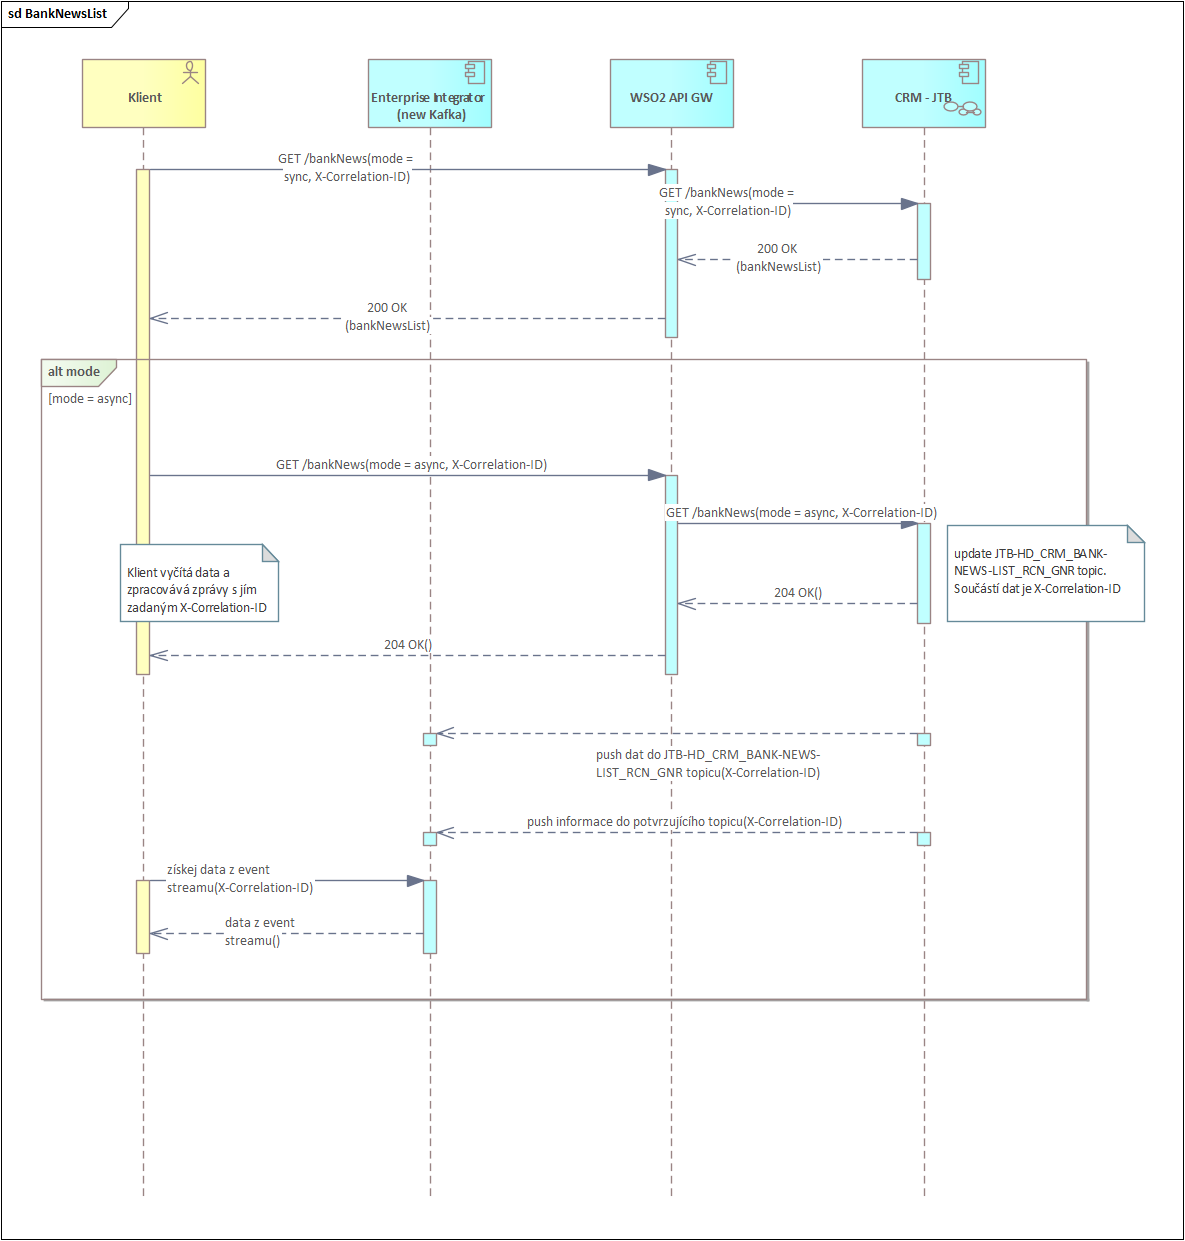 sd BankNewsList
Klient
Enterprise Integrator
(new Kafka)
WSO2 API GW
CRM - JTB
GET /bankNews(mode =
sync, X-Correlation-ID)
GET /bankNews(mode =
sync, X-Correlation-ID)
200 OK
(bankNewsList)
200 OK
(bankNewsList)
alt mode
[mode = async]
GET /bankNews(mode = async, X-Correlation-ID)
GET /bankNews(mode = async, X-Correlation-ID)
update JTB-HD_CRM_BANK-
NEWS-LIST_RCN_GNR topic.
Součástí dat je X-Correlation-ID
Klient vyčítá data a
zpracovává zprávy s jím
zadaným X-Correlation-ID
204 OK()
204 OK()
push dat do JTB-HD_CRM_BANK-NEWS-
LIST_RCN_GNR topicu(X-Correlation-ID)
push informace do potvrzujícího topicu(X-Correlation-ID)
získej data z event
streamu(X-Correlation-ID)
data z event
streamu()